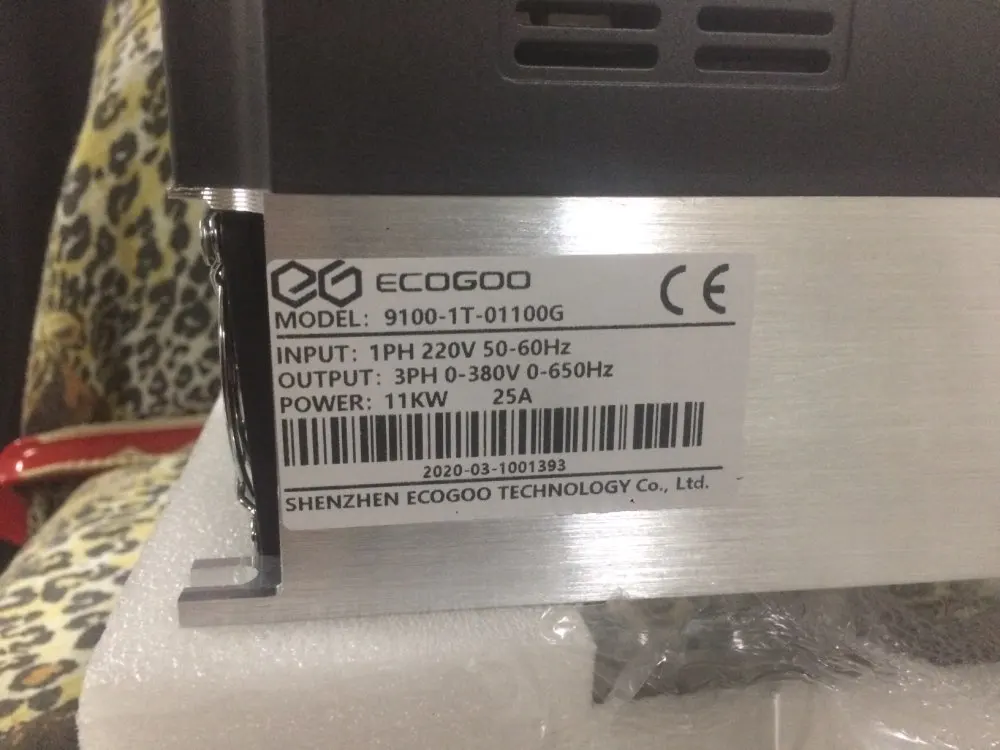 ECOGOO
CE
MODEL: 9100-1T-01100G
INPUT: 1PH 220V 50-60Hz
OUTPUT: 3PH 0-380V 0-650Hz
POWER: 11KW 25A
2020-03-1001393
SHENZHEN ECOGOO TECHNOLOGY Co., Ltd.